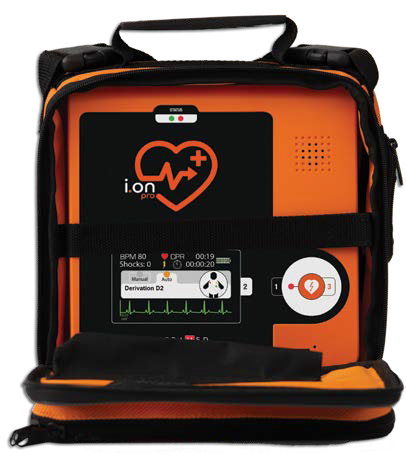 STATUS
i.on
pro
BPM 80 CPR 00:19
Shocks: 0 00:00:20
Manual Auto
Derivation D2
2
1 3